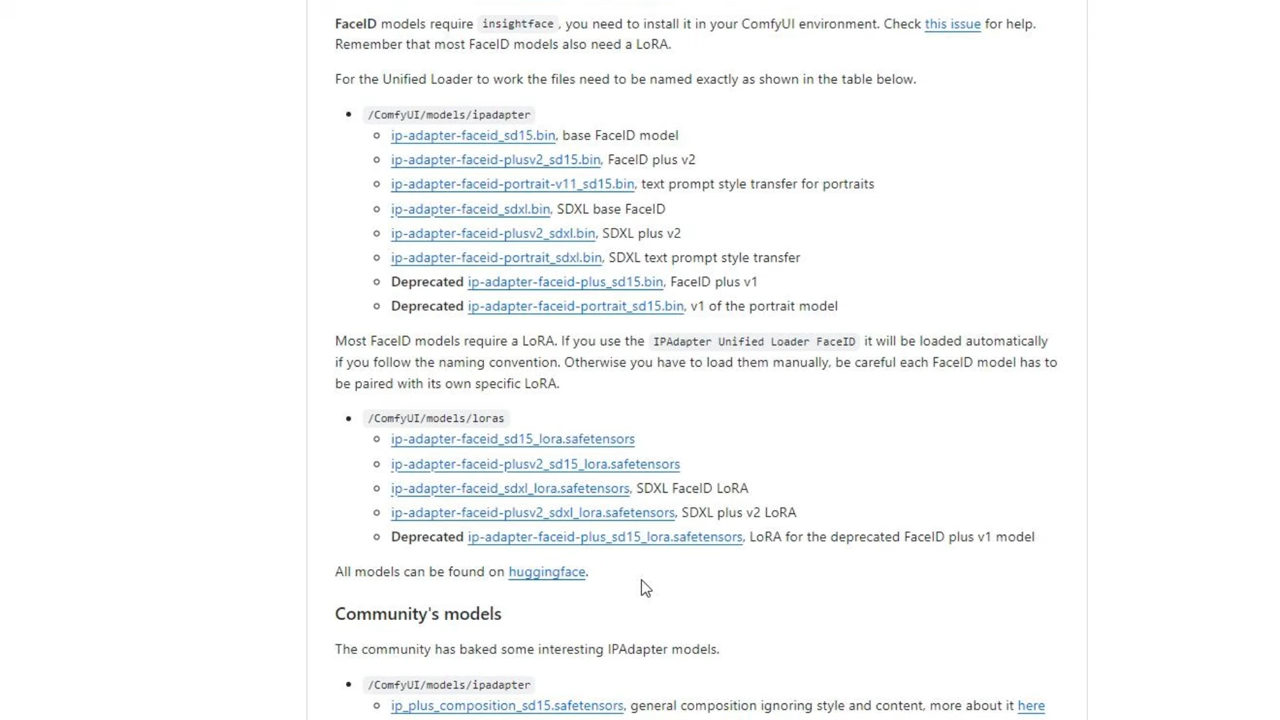 FaceID models require insightface, you need to install it in your ComfyUI environment. Check this issue for help.
Remember that most FaceID models also need a LoRA.
For the Unified Loader to work the files need to be named exactly as shown in the table below.
/ComfyUI/models/ipadapter
ip-adapter-faceid_sd15.bin, base FaceID model
ip-adapter-faceid-plusv2_sd15.bin, FaceID plus v2
ip-adapter-faceid-portrait-v11_sd15.bin, text prompt style transfer for portraits
ip-adapter-faceid_sdxl.bin, SDXL base FaceID
ip-adapter-faceid-plusv2_sdxl.bin, SDXL plus v2
ip-adapter-faceid-portrait_sdxl.bin, SDXL text prompt style transfer
Deprecated ip-adapter-faceid-plus_sd15.bin, FaceID plus v1
Deprecated ip-adapter-faceid-portrait_sd15.bin, v1 of the portrait model
Most FaceID models require a LoRA. If you use the IPAdapter Unified Loader FaceID it will be loaded automatically
if you follow the naming convention. Otherwise you have to load them manually, be careful each FaceID model has to
be paired with its own specific LoRA.
/ComfyUI/models/loras
ip-adapter-faceid_sd15_lora.safetensors
ip-adapter-faceid-plusv2_sd15_lora.safetensors
ip-adapter-faceid_sdxl_lora.safetensors, SDXL FaceID LoRA
ip-adapter-faceid-plusv2_sdxl_lora.safetensors, SDXL plus v2 LoRA
Deprecated ip-adapter-faceid-plus_sd15_lora.safetensors, LoRA for the deprecated FaceID plus v1 model
All models can be found on huggingface.
Community's models
The community has baked some interesting IPAdapter models.
/ComfyUI/models/ipadapter
ip_plus_composition_sd15.safetensors, general composition ignoring style and content, more about it here